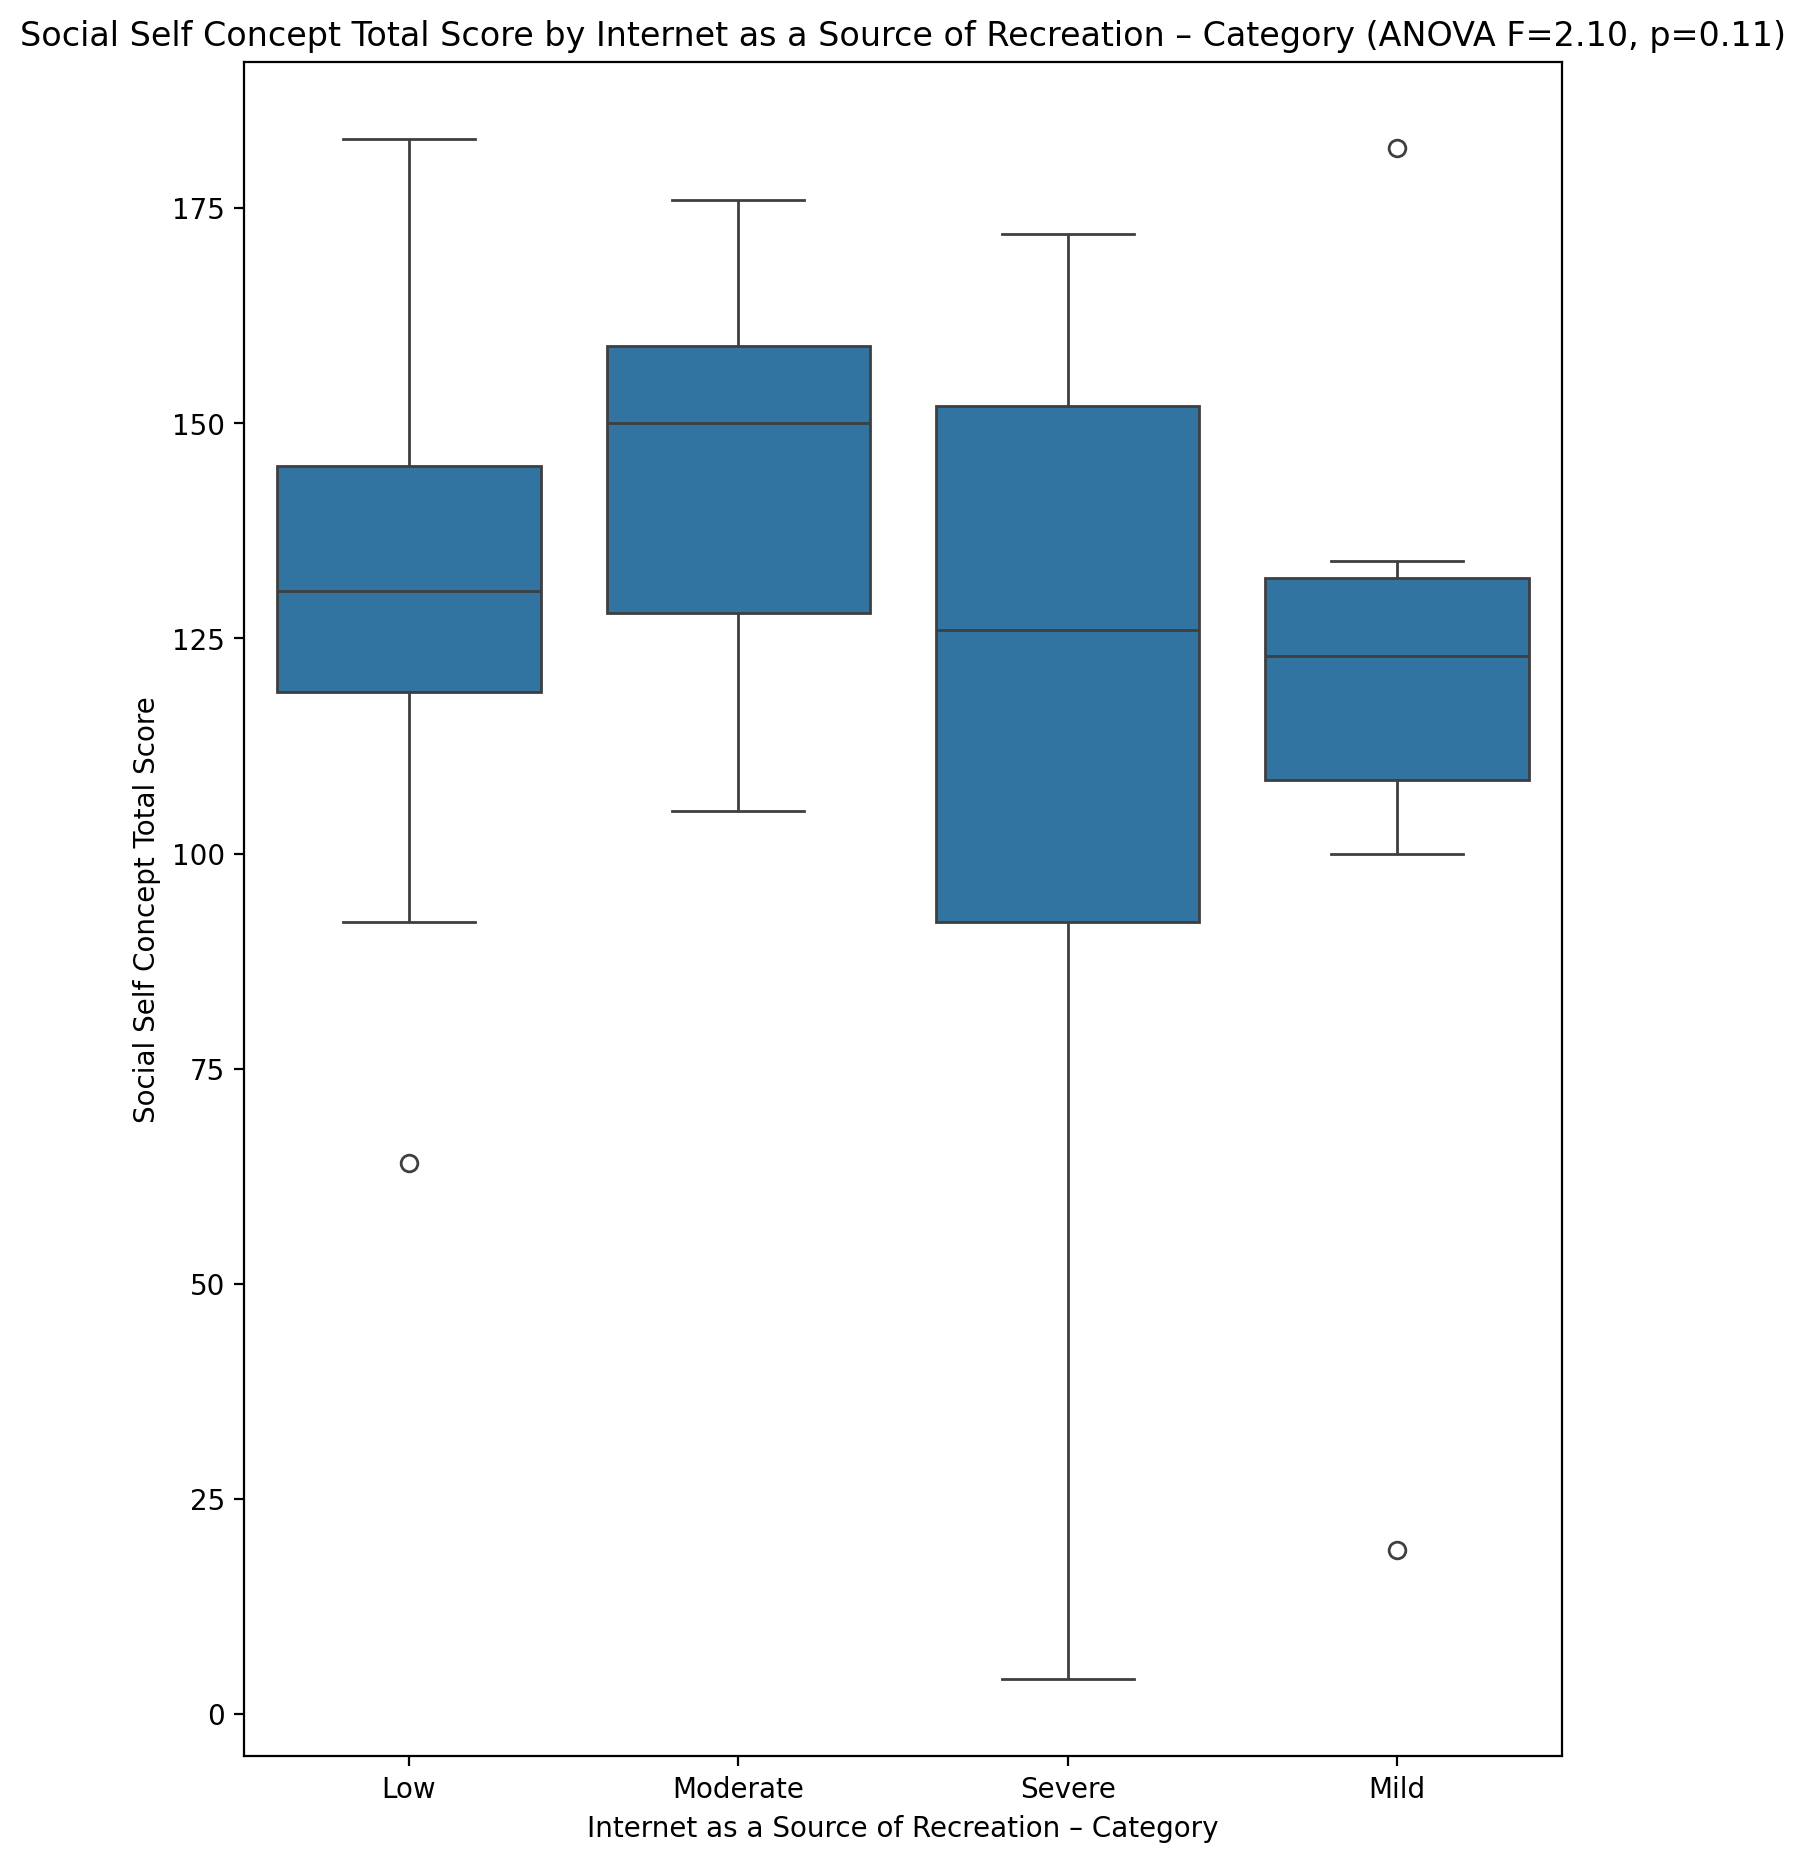 Social Self Concept Total Score by Internet as a Source of Recreation – Category (ANOVA F=2.10, p=0.11)
Social Self Concept Total Score
175
150
125
100
75
50
25
0
Low
Moderate
Severe
Mild
Internet as a Source of Recreation – Category